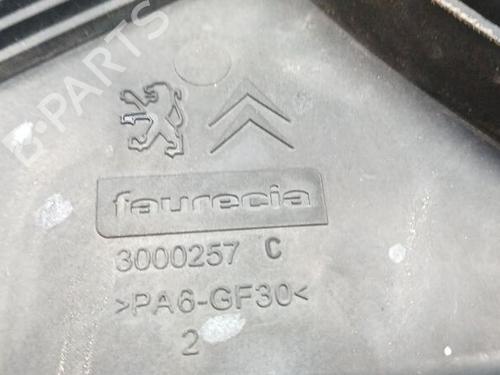 B-PARTS
faurecia
3000257 C
>PA6-GF30<
2